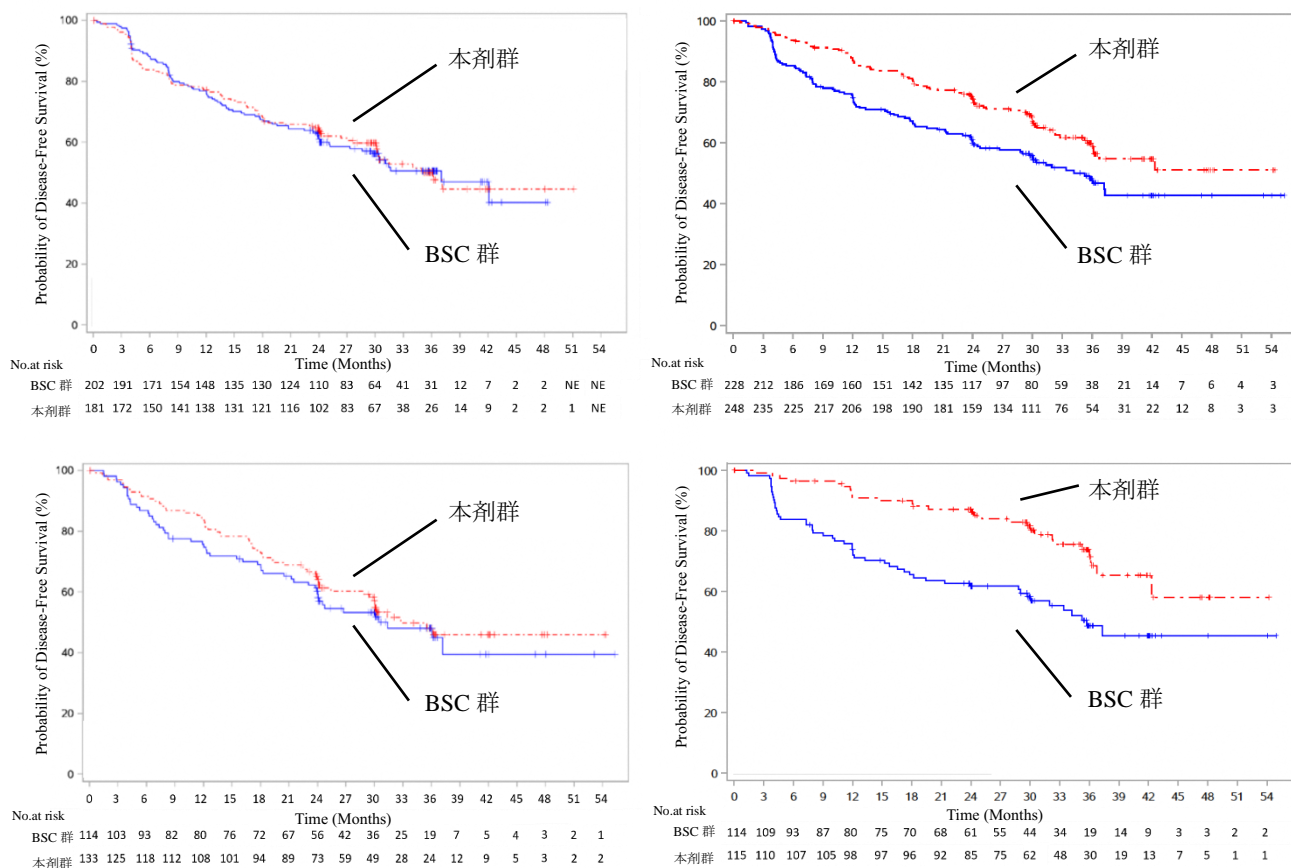 Probability of Disease-Free Survival (%)
100
80
60
40
20
0
本剤群
BSC 群
0 3 6 9 12 15 18 21 24 27 30 33 36 39 42 45 48 51 54
Time (Months)
No.at risk
BSC 群 202 191 171 154 148 135 130 124 110 83 64 41 31 12 7 2 2 NE NE
本剤群 181 172 150 141 138 131 121 116 102 83 67 38 26 14 9 2 2 1 NE
Probability of Disease-Free Survival (%)
100
80
60
40
20
0
本剤群
BSC 群
0 3 6 9 12 15 18 21 24 27 30 33 36 39 42 45 48 51 54
Time (Months)
No.at risk
BSC 群 228 212 186 169 160 151 142 135 117 97 80 59 38 21 14 7 6 4 3
本剤群 248 235 225 217 206 198 190 181 159 134 111 76 54 31 22 12 8 3 3
Probability of Disease-Free Survival (%)
100
80
60
40
20
0
本剤群
BSC 群
0 3 6 9 12 15 18 21 24 27 30 33 36 39 42 45 48 51 54
Time (Months)
No.at risk
BSC 群 114 103 93 82 80 76 72 67 56 42 36 25 19 7 5 4 3 2 1
本剤群 133 125 118 112 108 101 94 89 73 59 49 28 24 12 9 5 3 2 2
Probability of Disease-Free Survival (%)
100
80
60
40
20
0
本剤群
BSC 群
0 3 6 9 12 15 18 21 24 27 30 33 36 39 42 45 48 51 54
Time (Months)
No.at risk
BSC 群 114 109 93 87 80 75 70 68 61 55 44 34 19 14 9 3 3 2 2
本剤群 115 110 107 105 98 97 96 92 85 75 62 48 30 19 13 7 5 1 1